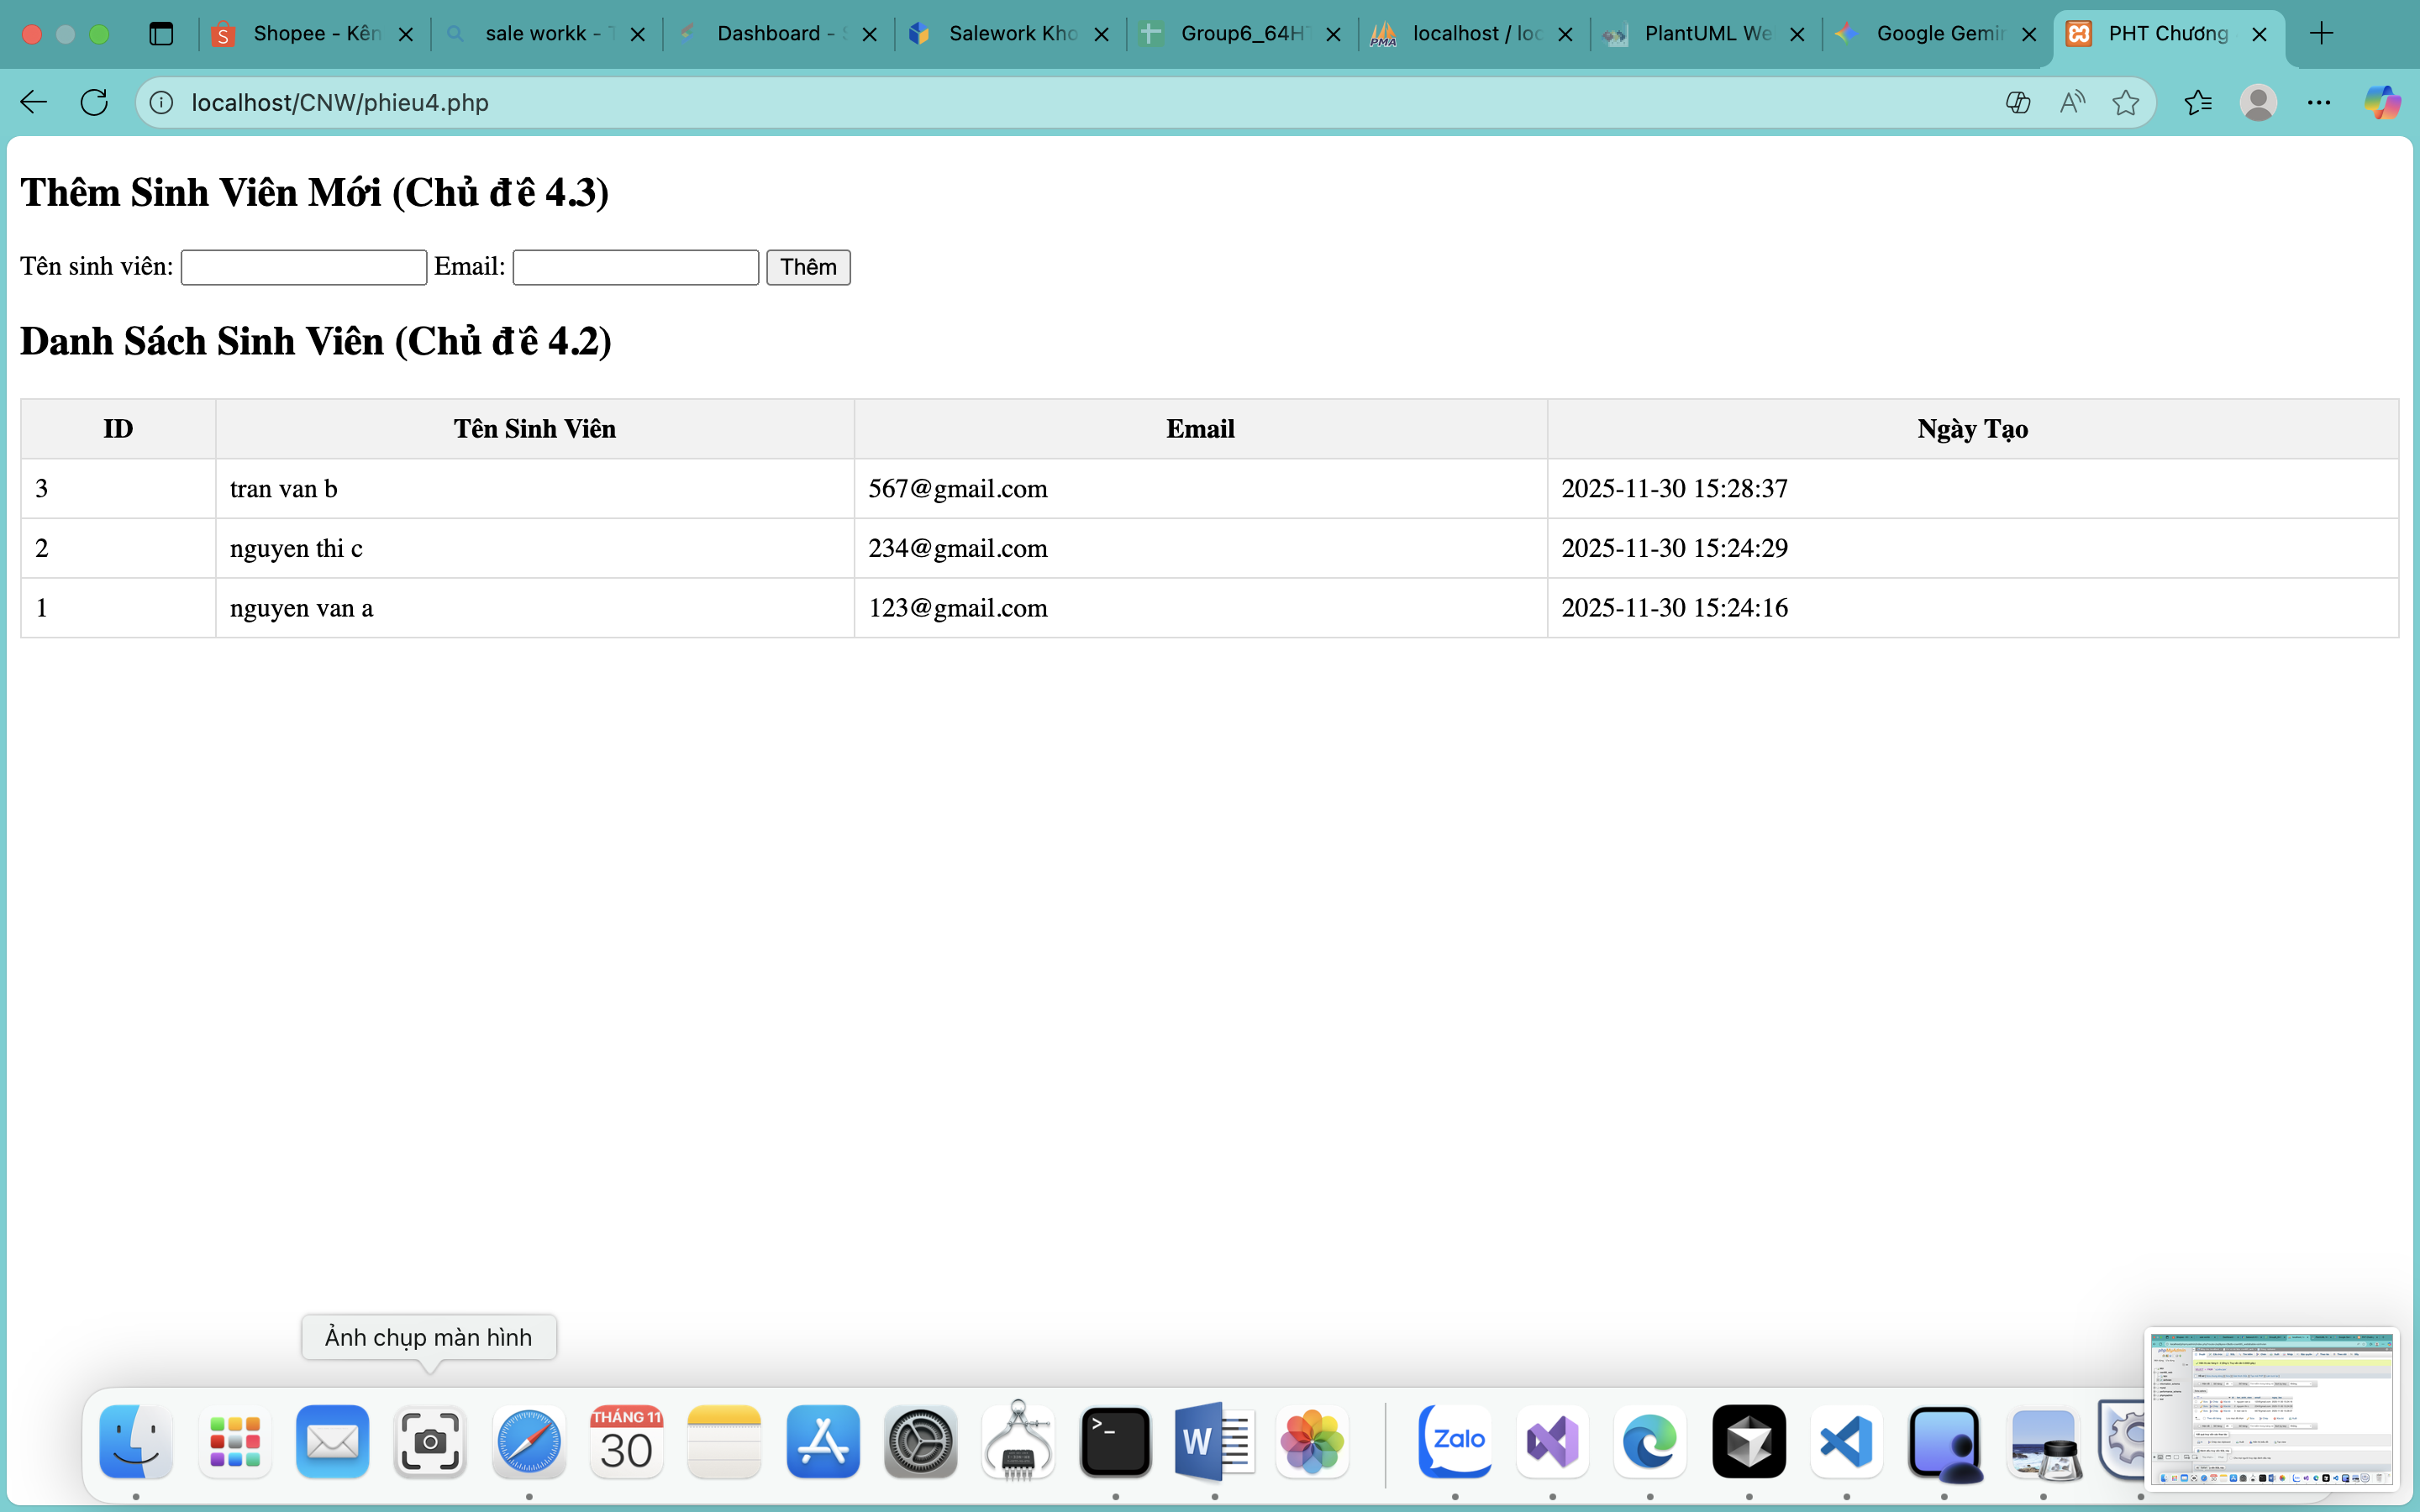 Shopee - Kên
sale workk - T
Dashboard - S
Salework Kho
Group6_64HT
localhost / loc
PlantUML We
Google Gemin
PHT Chương
localhost/CNW/phieu4.php
Thêm Sinh Viên Mới (Chủ đề 4.3)
Tên sinh viên: Email: Thêm
Danh Sách Sinh Viên (Chủ đề 4.2)
ID Tên Sinh Viên Email Ngày Tạo
3 tran van b 567@gmail.com 2025-11-30 15:28:37
2 nguyen thi c 234@gmail.com 2025-11-30 15:24:29
1 nguyen van a 123@gmail.com 2025-11-30 15:24:16
Ảnh chụp màn hình
THÁNG 11
30
Zalo